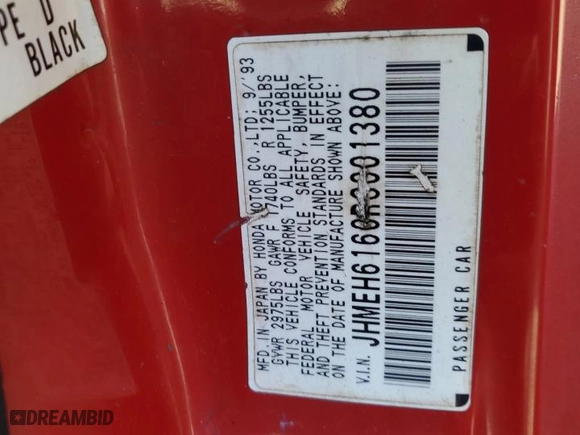 PE D
BLACK
MFD. IN JAPAN BY HONDA MOTOR CO.,LTD; 9/'93
GVWR 2975LBS GAWR F 1740LBS R 1255LBS
THIS VEHICLE CONFORMS TO ALL APPLICABLE
FEDERAL MOTOR VEHICLE SAFETY, BUMPER,
AND THEFT PREVENTION STANDARDS IN EFFECT
ON THE DATE OF MANUFACTURE SHOWN ABOVE:
V.I.N. JHMEH6160RS001380
PASSENGER CAR
DREAMBID